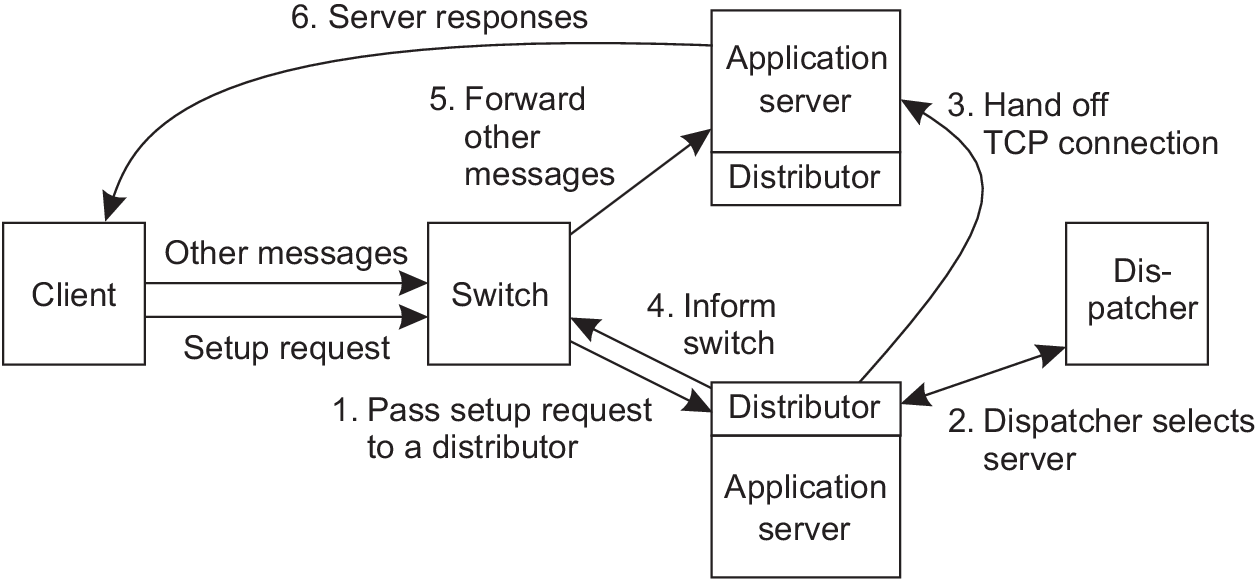 6. Server responses
Application
server
Distributor
5. Forward
other
messages
3. Hand off
TCP connection
Client
Other messages
Setup request
Switch
4. Inform
switch
Dis-
patcher
1. Pass setup request
to a distributor
Distributor
Application
server
2. Dispatcher selects
server